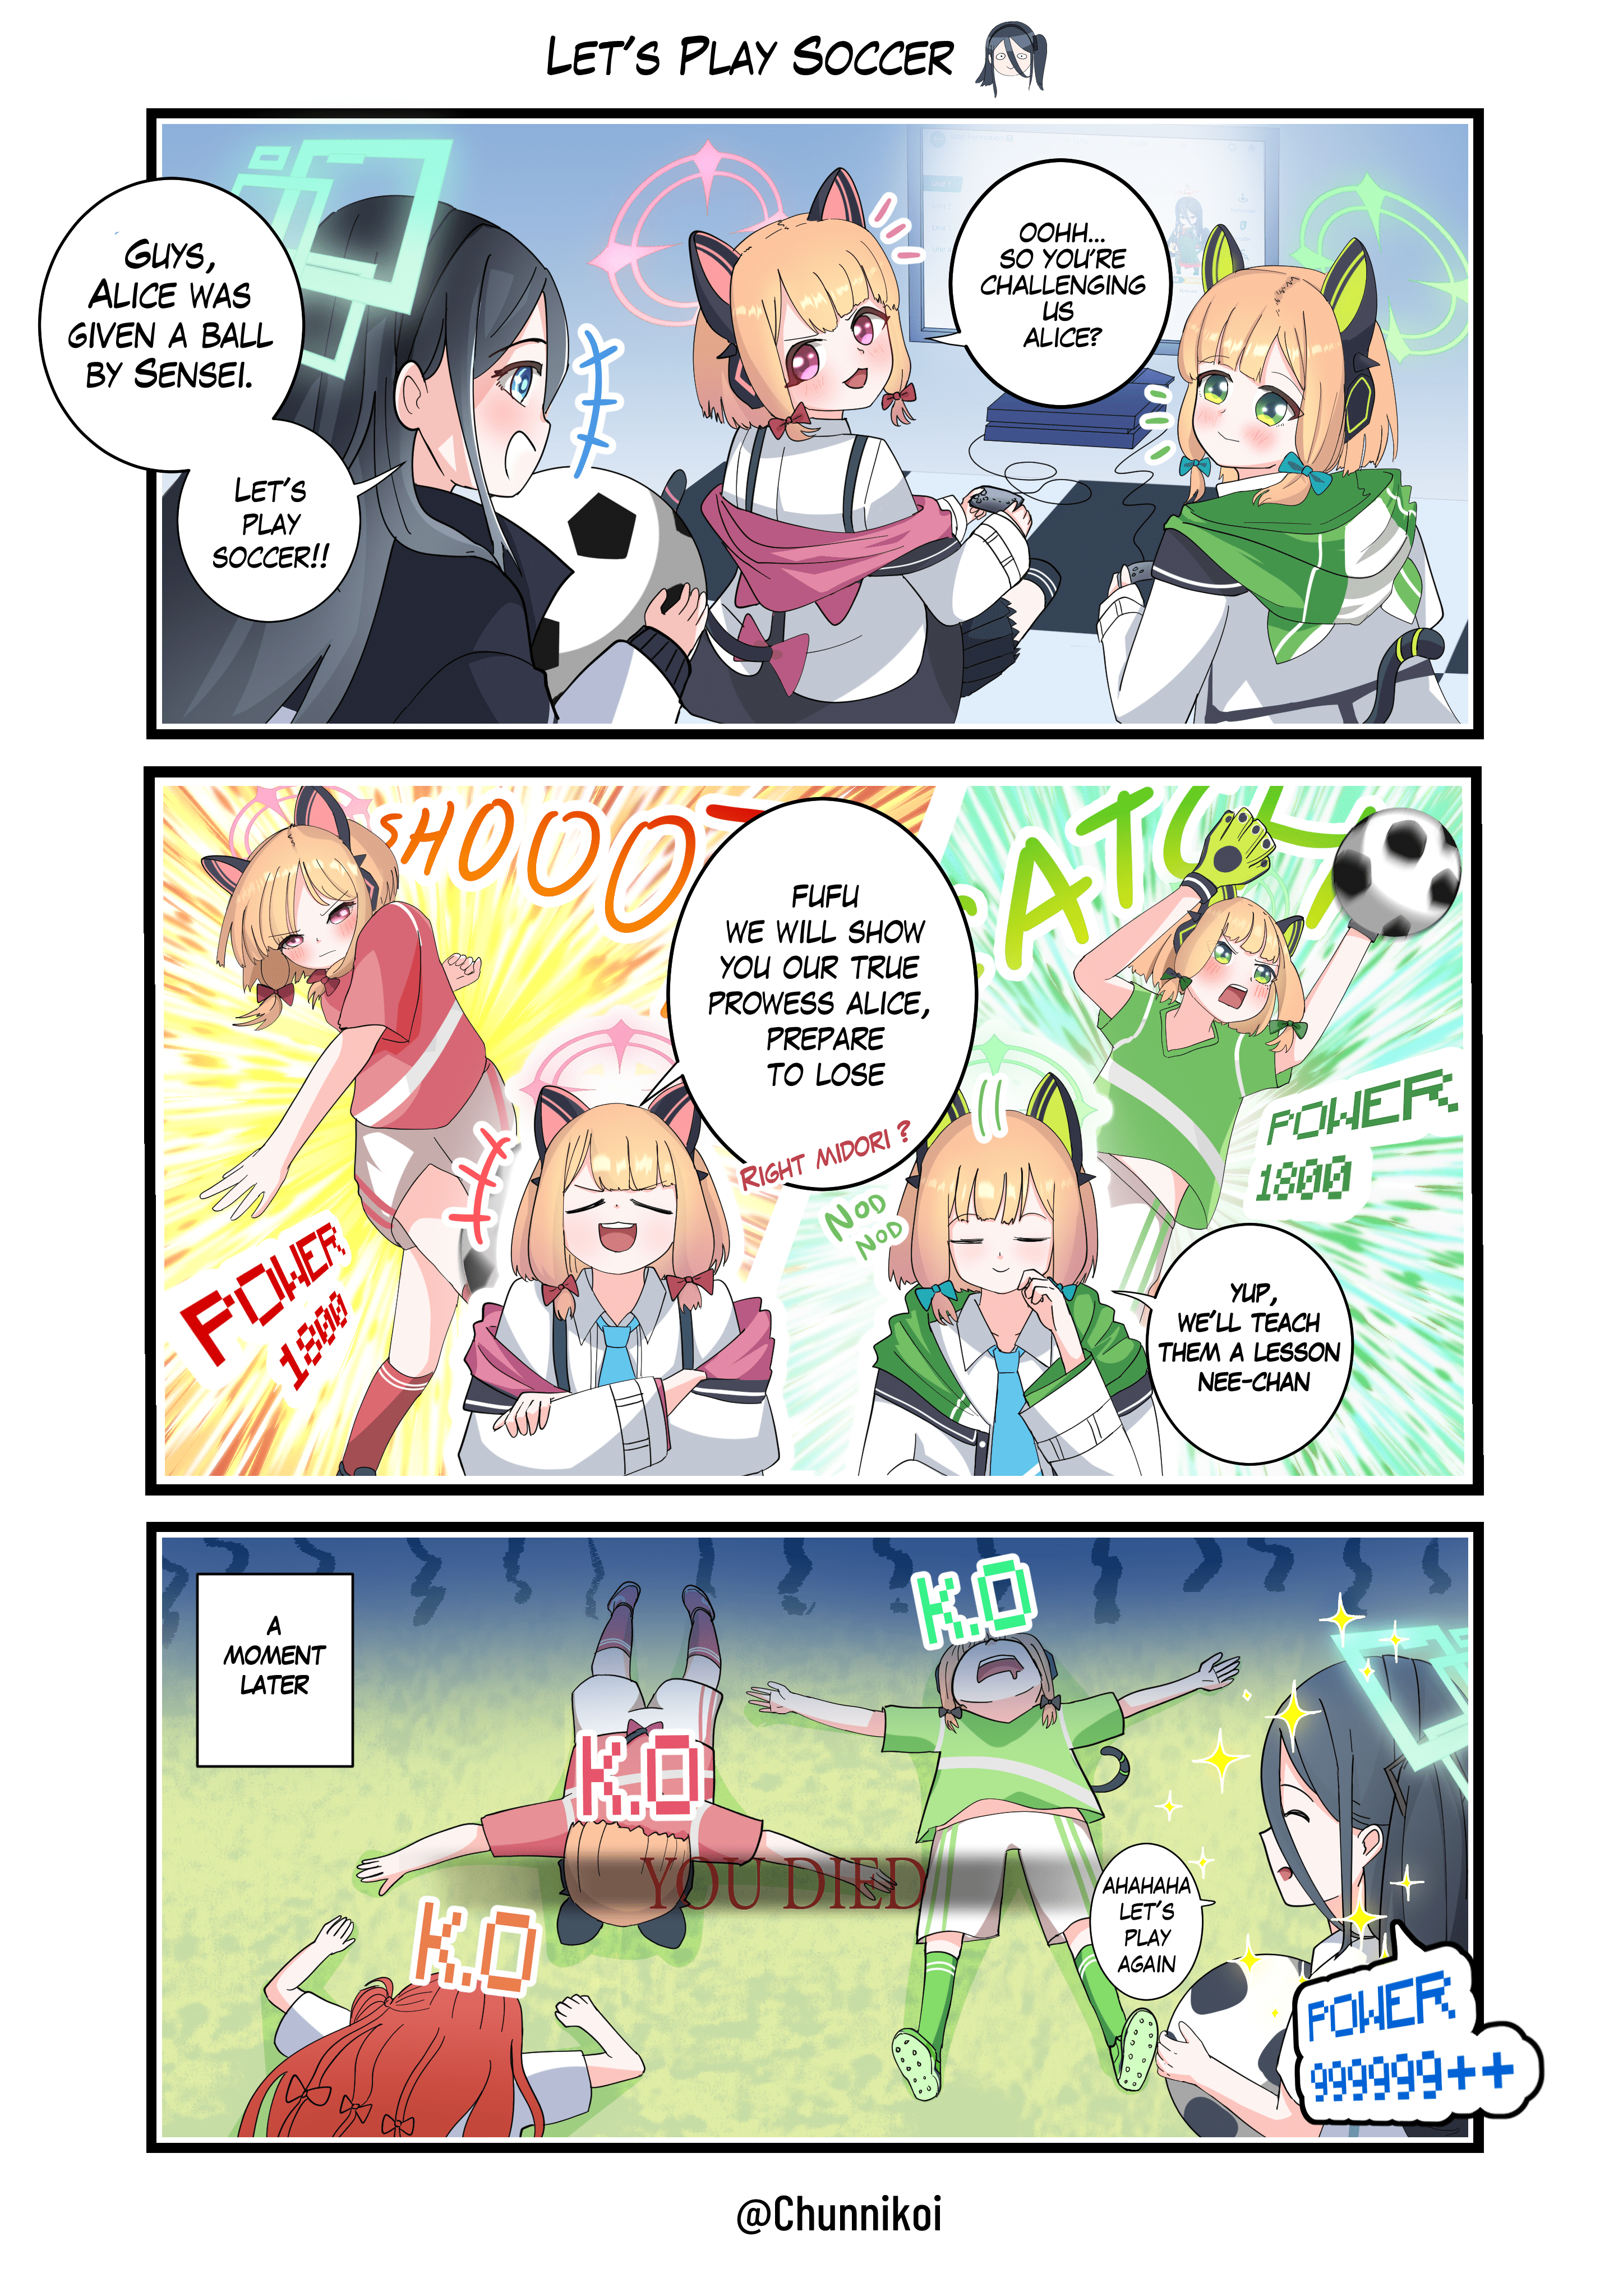 Let's Play Soccer
Guys,
Alice was
given a ball
by Sensei.
Let's
play
soccer!!
Oohh...
So you're
challenging
us
Alice?
SHOOOT
CATCH
Fufu
We will show
you our true
prowess Alice,
prepare
to lose
Right Midori?
Nod
Nod
POWER
1800
POWER
1800
Yup,
We'll teach
them a lesson
Nee-chan
A
moment
later
K.O
K.O
YOU DIED
K.O
Ahahaha
Let's
play
again
POWER
999999++
@Chunnikoi